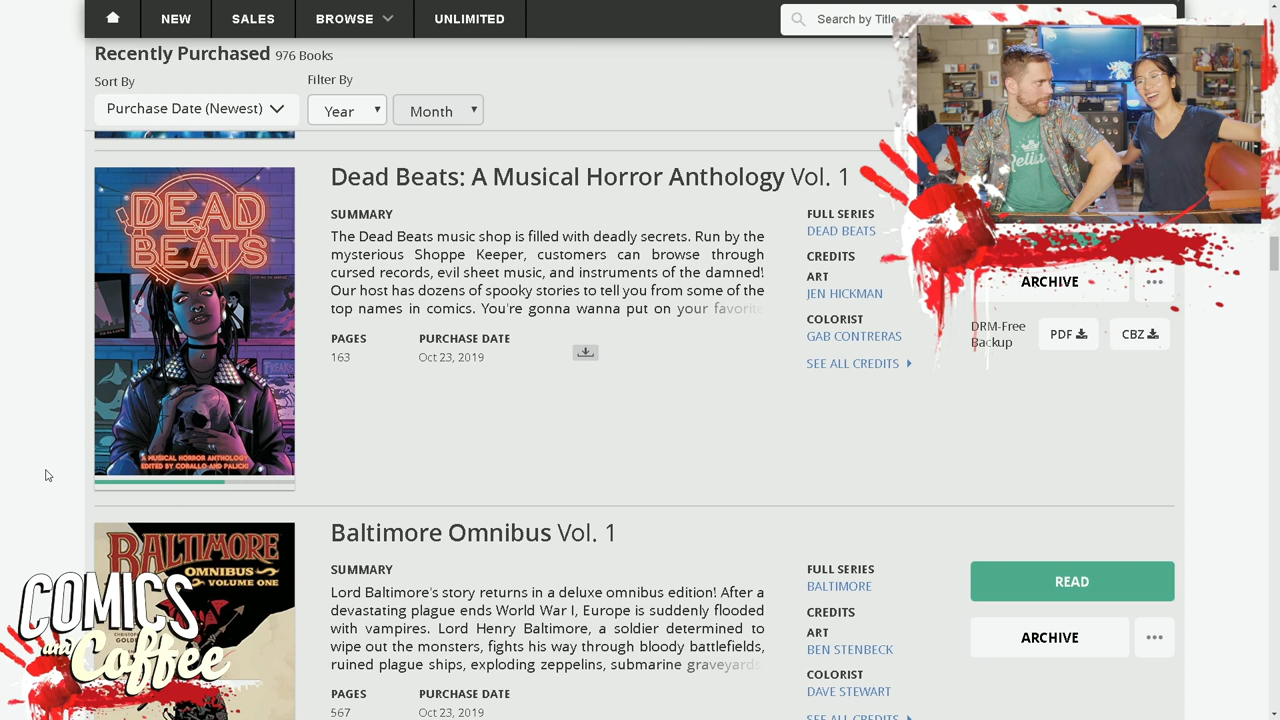 NEW
SALES
BROWSE
UNLIMITED
Search by Title,
Recently Purchased 976 Books
Sort By
Filter By
Purchase Date (Newest)
Year
Month
DEAD
BEATS
A MUSICAL HORROR ANTHOLOGY
EDITED BY CORALLO AND PALICKI
Dead Beats: A Musical Horror Anthology Vol. 1
SUMMARY
The Dead Beats music shop is filled with deadly secrets. Run by the
mysterious Shoppe Keeper, customers can browse through
cursed records, evil sheet music, and instruments of the damned!
host has dozens of spooky stories to tell you from some of the
top names in comics. You're gonna wanna put on your favorite
PAGES
163
PURCHASE DATE
Oct 23, 2019
FULL SERIES
DEAD BEATS
CREDITS
ART
JEN HICKMAN
COLORIST
GAB CONTRERAS
SEE ALL CREDITS
ARCHIVE
DRM-Free
Backup
PDF
CBZ
Relia
BALTIMORE
OMNIBUS
VOLUME ONE
Baltimore Omnibus Vol. 1
SUMMARY
Lord Baltimore's story returns in a deluxe omnibus edition! After a
devastating plague ends World War I, Europe is suddenly flooded
with vampires. Lord Henry Baltimore, a soldier determined to
wipe out the monsters, fights his way through bloody battlefields,
ruined plague ships, exploding zeppelins, submarine graveyards,
PAGES
567
PURCHASE DATE
Oct 23, 2019
FULL SERIES
BALTIMORE
CREDITS
ART
BEN STENBECK
COLORIST
DAVE STEWART
SEE ALL CREDITS
READ
ARCHIVE
COMICS
and
Coffee